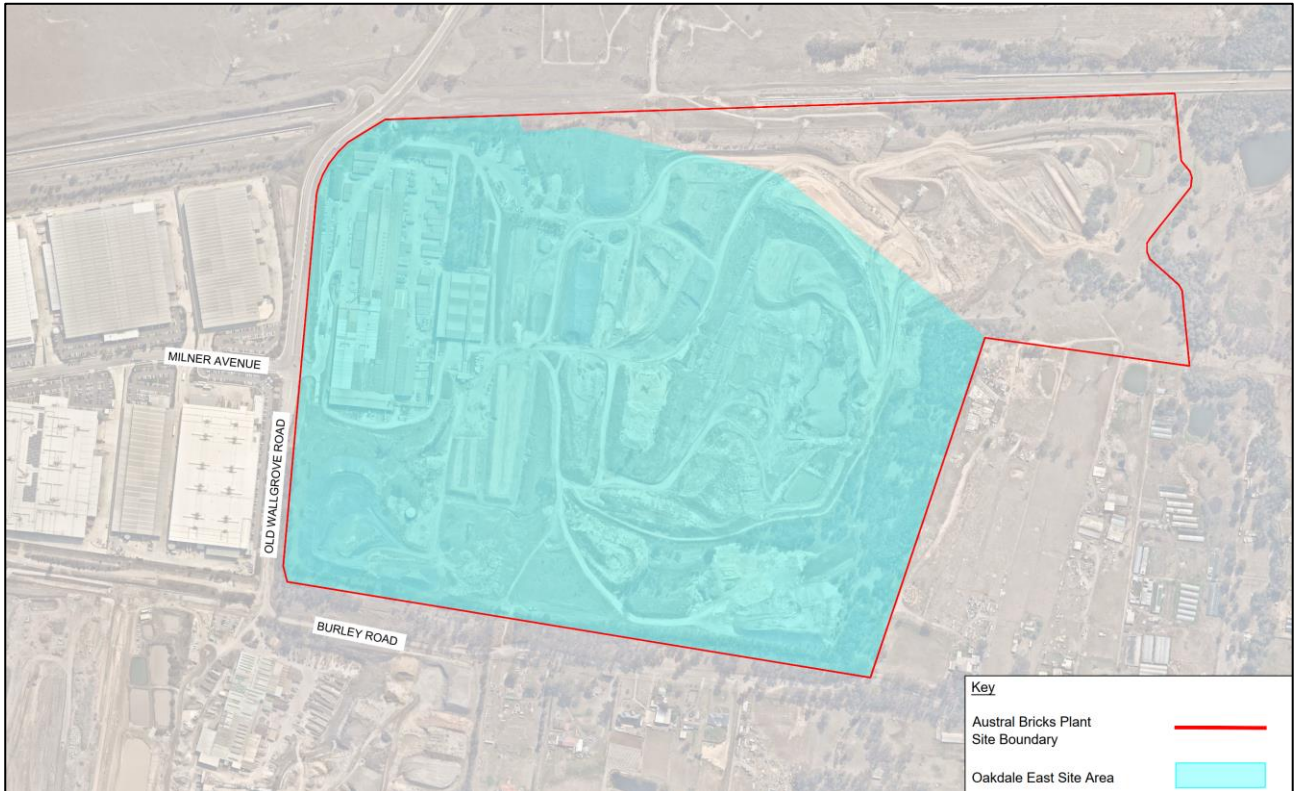 MILNER AVENUE
OLD WALLGROVE ROAD
BURLEY ROAD
Key
Austral Bricks Plant
Site Boundary
Oakdale East Site Area